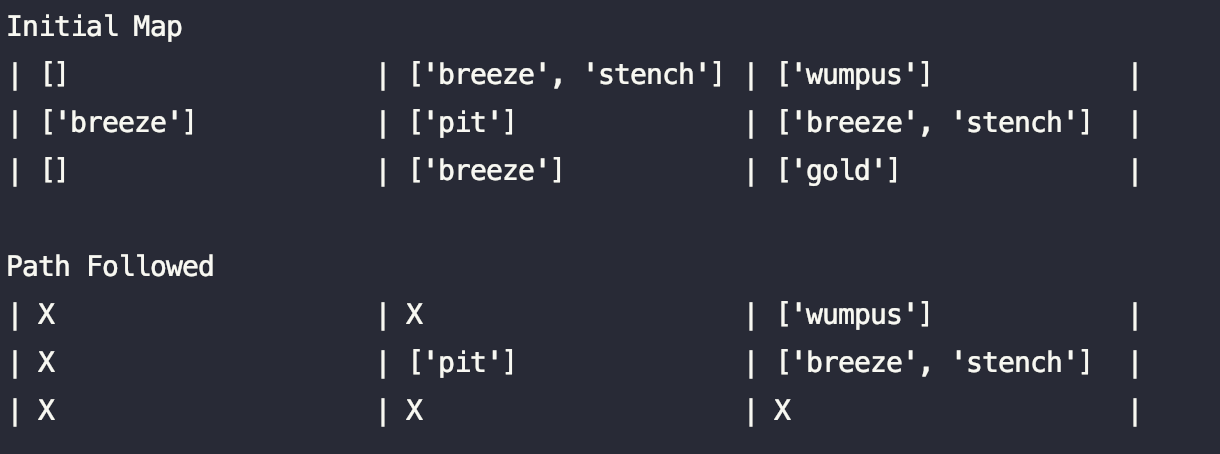 Initial Map
| []                   | ['breeze', 'stench'] | ['wumpus']           |
| ['breeze']           | ['pit']              | ['breeze', 'stench'] |
| []                   | ['breeze']           | ['gold']             |
Path Followed
| X                    | X                    | ['wumpus']           |
| X                    | ['pit']              | ['breeze', 'stench'] |
| X                    | X                    | X                    |